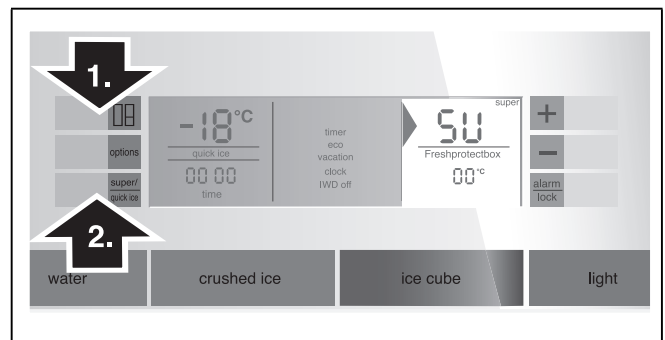 1.
-18°C
quick ice
00 00
time
timer
eco
vacation
clock
IWD off
super
SU
Freshprotectbox
00°C
+
-
alarm
lock
options
super/
quick ice
2.
water
crushed ice
ice cube
light